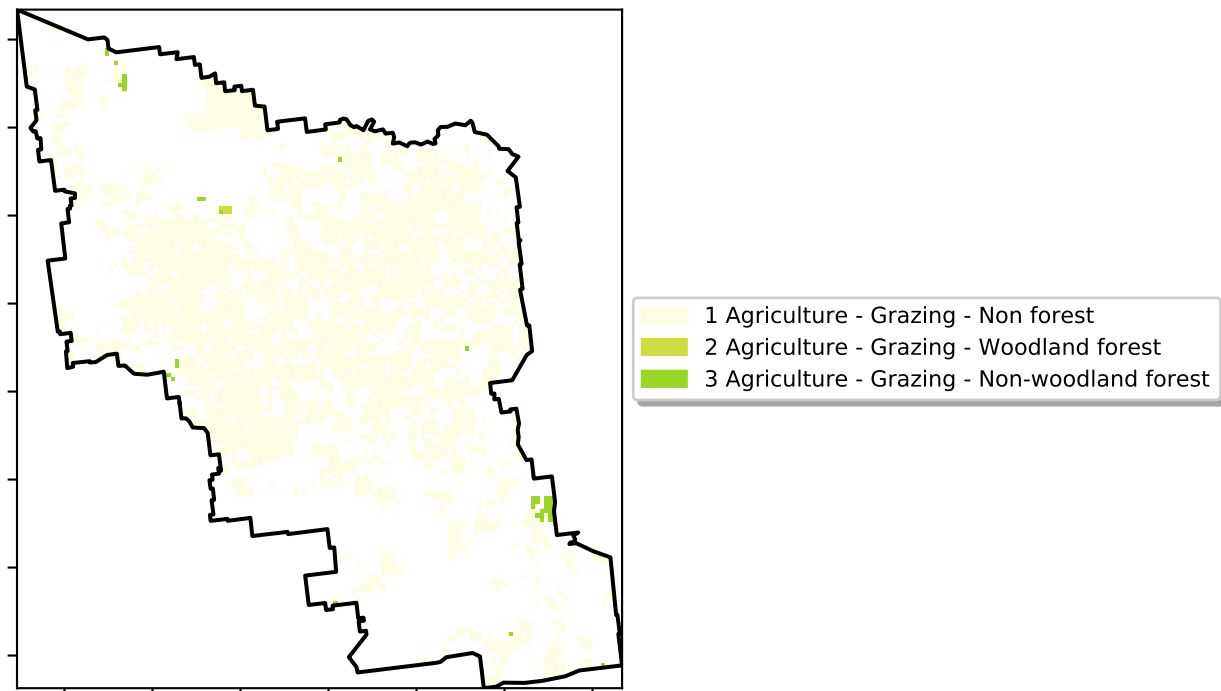 1 Agriculture - Grazing - Non forest
2 Agriculture - Grazing - Woodland forest
3 Agriculture - Grazing - Non-woodland forest